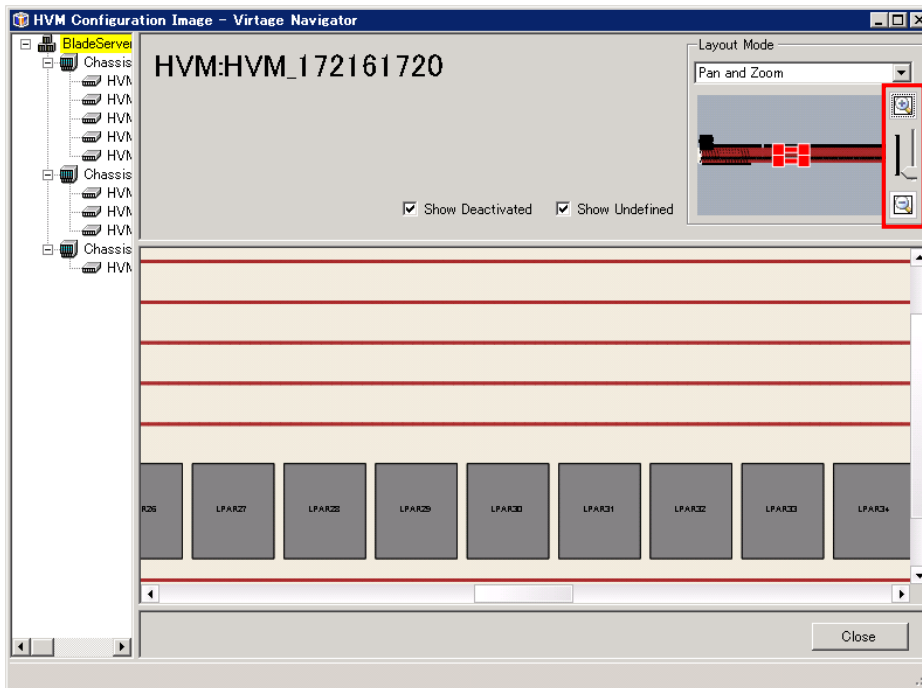 HVM Configuration Image - Virtage Navigator
BladeServer
Chassis
HVM
HVM
HVM
HVM
HVM
Chassis
HVM
HVM
HVM
Chassis
HVM
HVM:HVM_172161720
Layout Mode
Pan and Zoom
Show Deactivated
Show Undefined
R26
LPAR27
LPAR28
LPAR29
LPAR30
LPAR31
LPAR32
LPAR33
LPAR34
Close